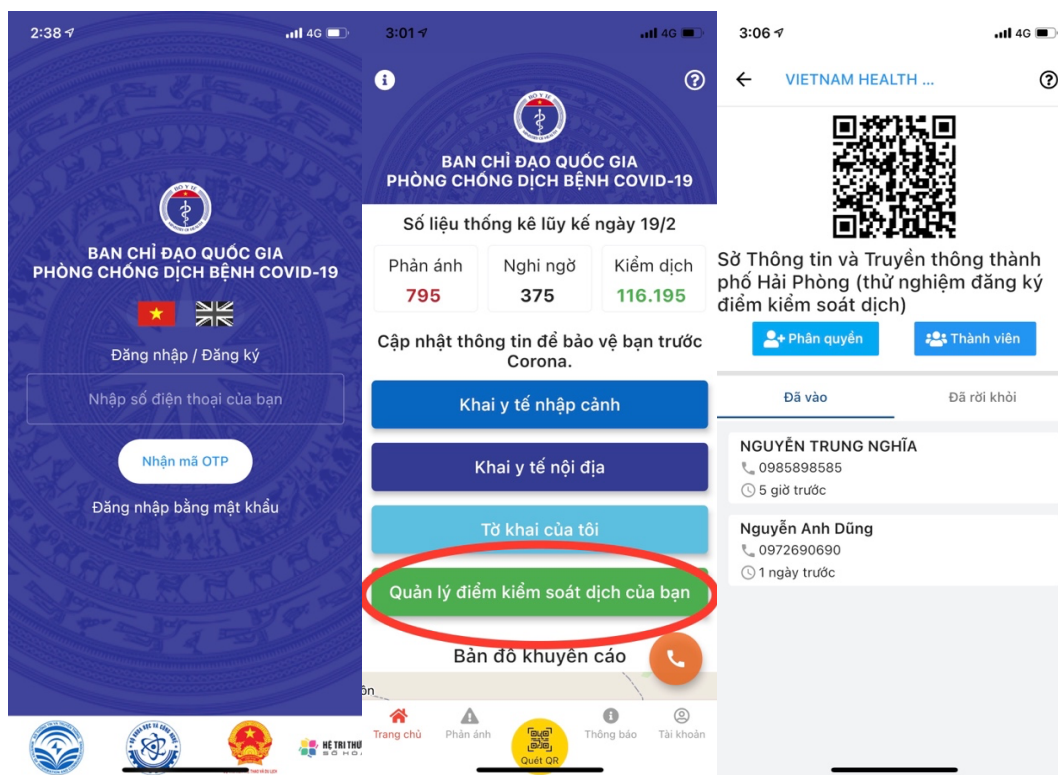 2:38
4G
BAN CHỈ ĐẠO QUỐC GIA
PHÒNG CHỐNG DỊCH BỆNH COVID-19
Đăng nhập / Đăng ký
Nhập số điện thoại của bạn
Nhận mã OTP
Đăng nhập bằng mật khẩu
HỆ TRI THỨ
3:01
4G
BỘ Y TẾ
BAN CHỈ ĐẠO QUỐC GIA
PHÒNG CHỐNG DỊCH BỆNH COVID-19
Số liệu thống kê lũy kế ngày 19/2
Phản ánh
795
Nghi ngờ
375
Kiểm dịch
116.195
Cập nhật thông tin để bảo vệ bạn trước
Corona.
Khai y tế nhập cảnh
Khai y tế nội địa
Tờ khai của tôi
Quản lý điểm kiểm soát dịch của bạn
Bản đồ khuyến cáo
Trang chủ
Phản ánh
Quét QR
Thông báo
Tài khoản
3:06
4G
VIETNAM HEALTH ...
Sở Thông tin và Truyền thông thành
phố Hải Phòng (thử nghiệm đăng ký
điểm kiểm soát dịch)
Phân quyền
Thành viên
Đã vào
Đã rời khỏi
NGUYỄN TRUNG NGHĨA
0985898585
5 giờ trước
Nguyễn Anh Dũng
0972690690
1 ngày trước